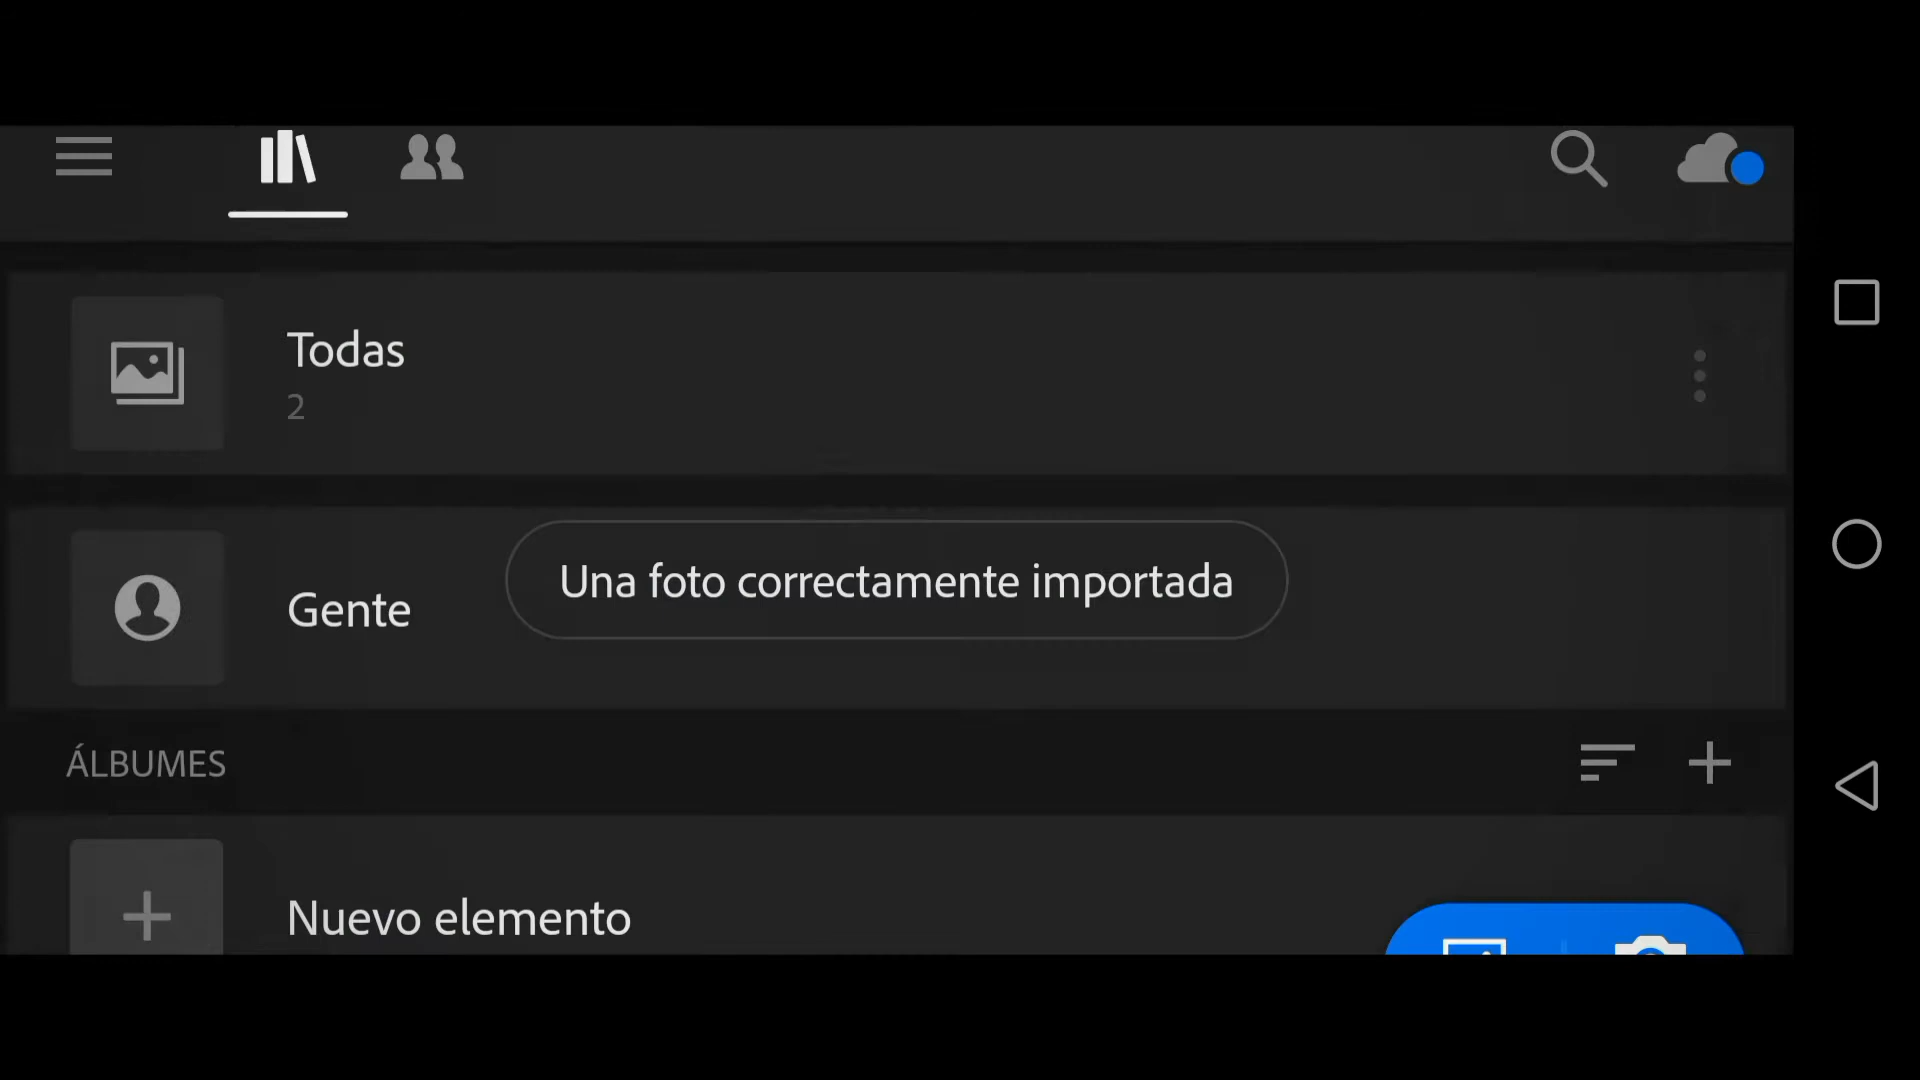 Todas
2
Gente
Una foto correctamente importada
ÁLBUMES
Nuevo elemento